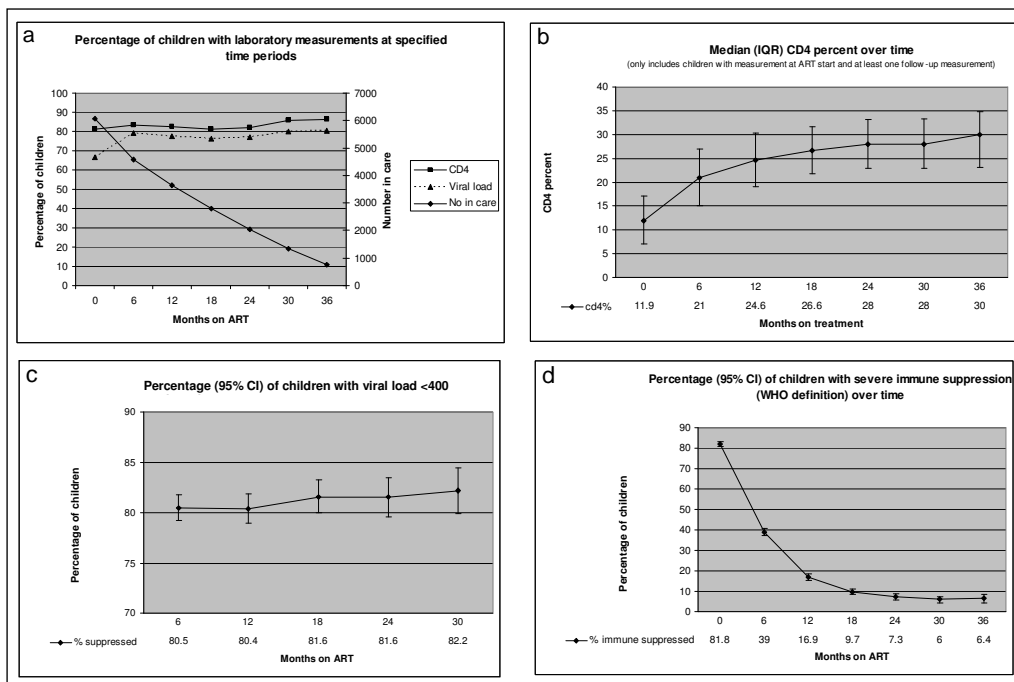 a
Percentage of children with laboratory measurements at specified
time periods
Percentage of children
100
90
80
70
60
50
40
30
20
10
0
7000
6000
5000
4000
3000
2000
1000
0
Number in care
CD4
Viral load
No in care
0 6 12 18 24 30 36
Months on ART
b
Median (IQR) CD4 percent over time
(only includes children with measurement at ART start and at least one follow -up measurement)
CD4 percent
40
35
30
25
20
15
10
5
0
0 6 12 18 24 30 36
cd4% 11.9 21 24.6 26.6 28 28 30
Months on treatment
c
Percentage (95% CI) of children with viral load <400
Percentage of children
90
85
80
75
70
6 12 18 24 30
% suppressed 80.5 80.4 81.6 81.6 82.2
Months on ART
d
Percentage (95% CI) of children with severe immune suppression
(WHO definition) over time
Percentage of children
90
80
70
60
50
40
30
20
10
0
0 6 12 18 24 30 36
% immune suppressed 81.8 39 16.9 9.7 7.3 6 6.4
Months on ART